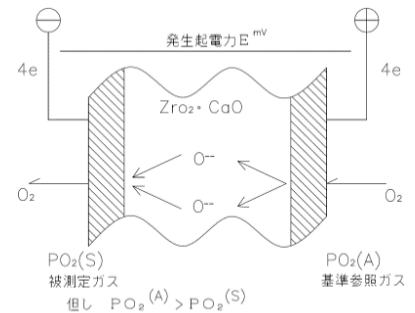 ⊖ ⊕
発生起電力E mV
4e 4e
Zro₂・CaO
O--
O₂ O₂
O--
PO₂(S) PO₂(A)
被測定ガス 基準参照ガス
但し PO₂(A) > PO₂(S)